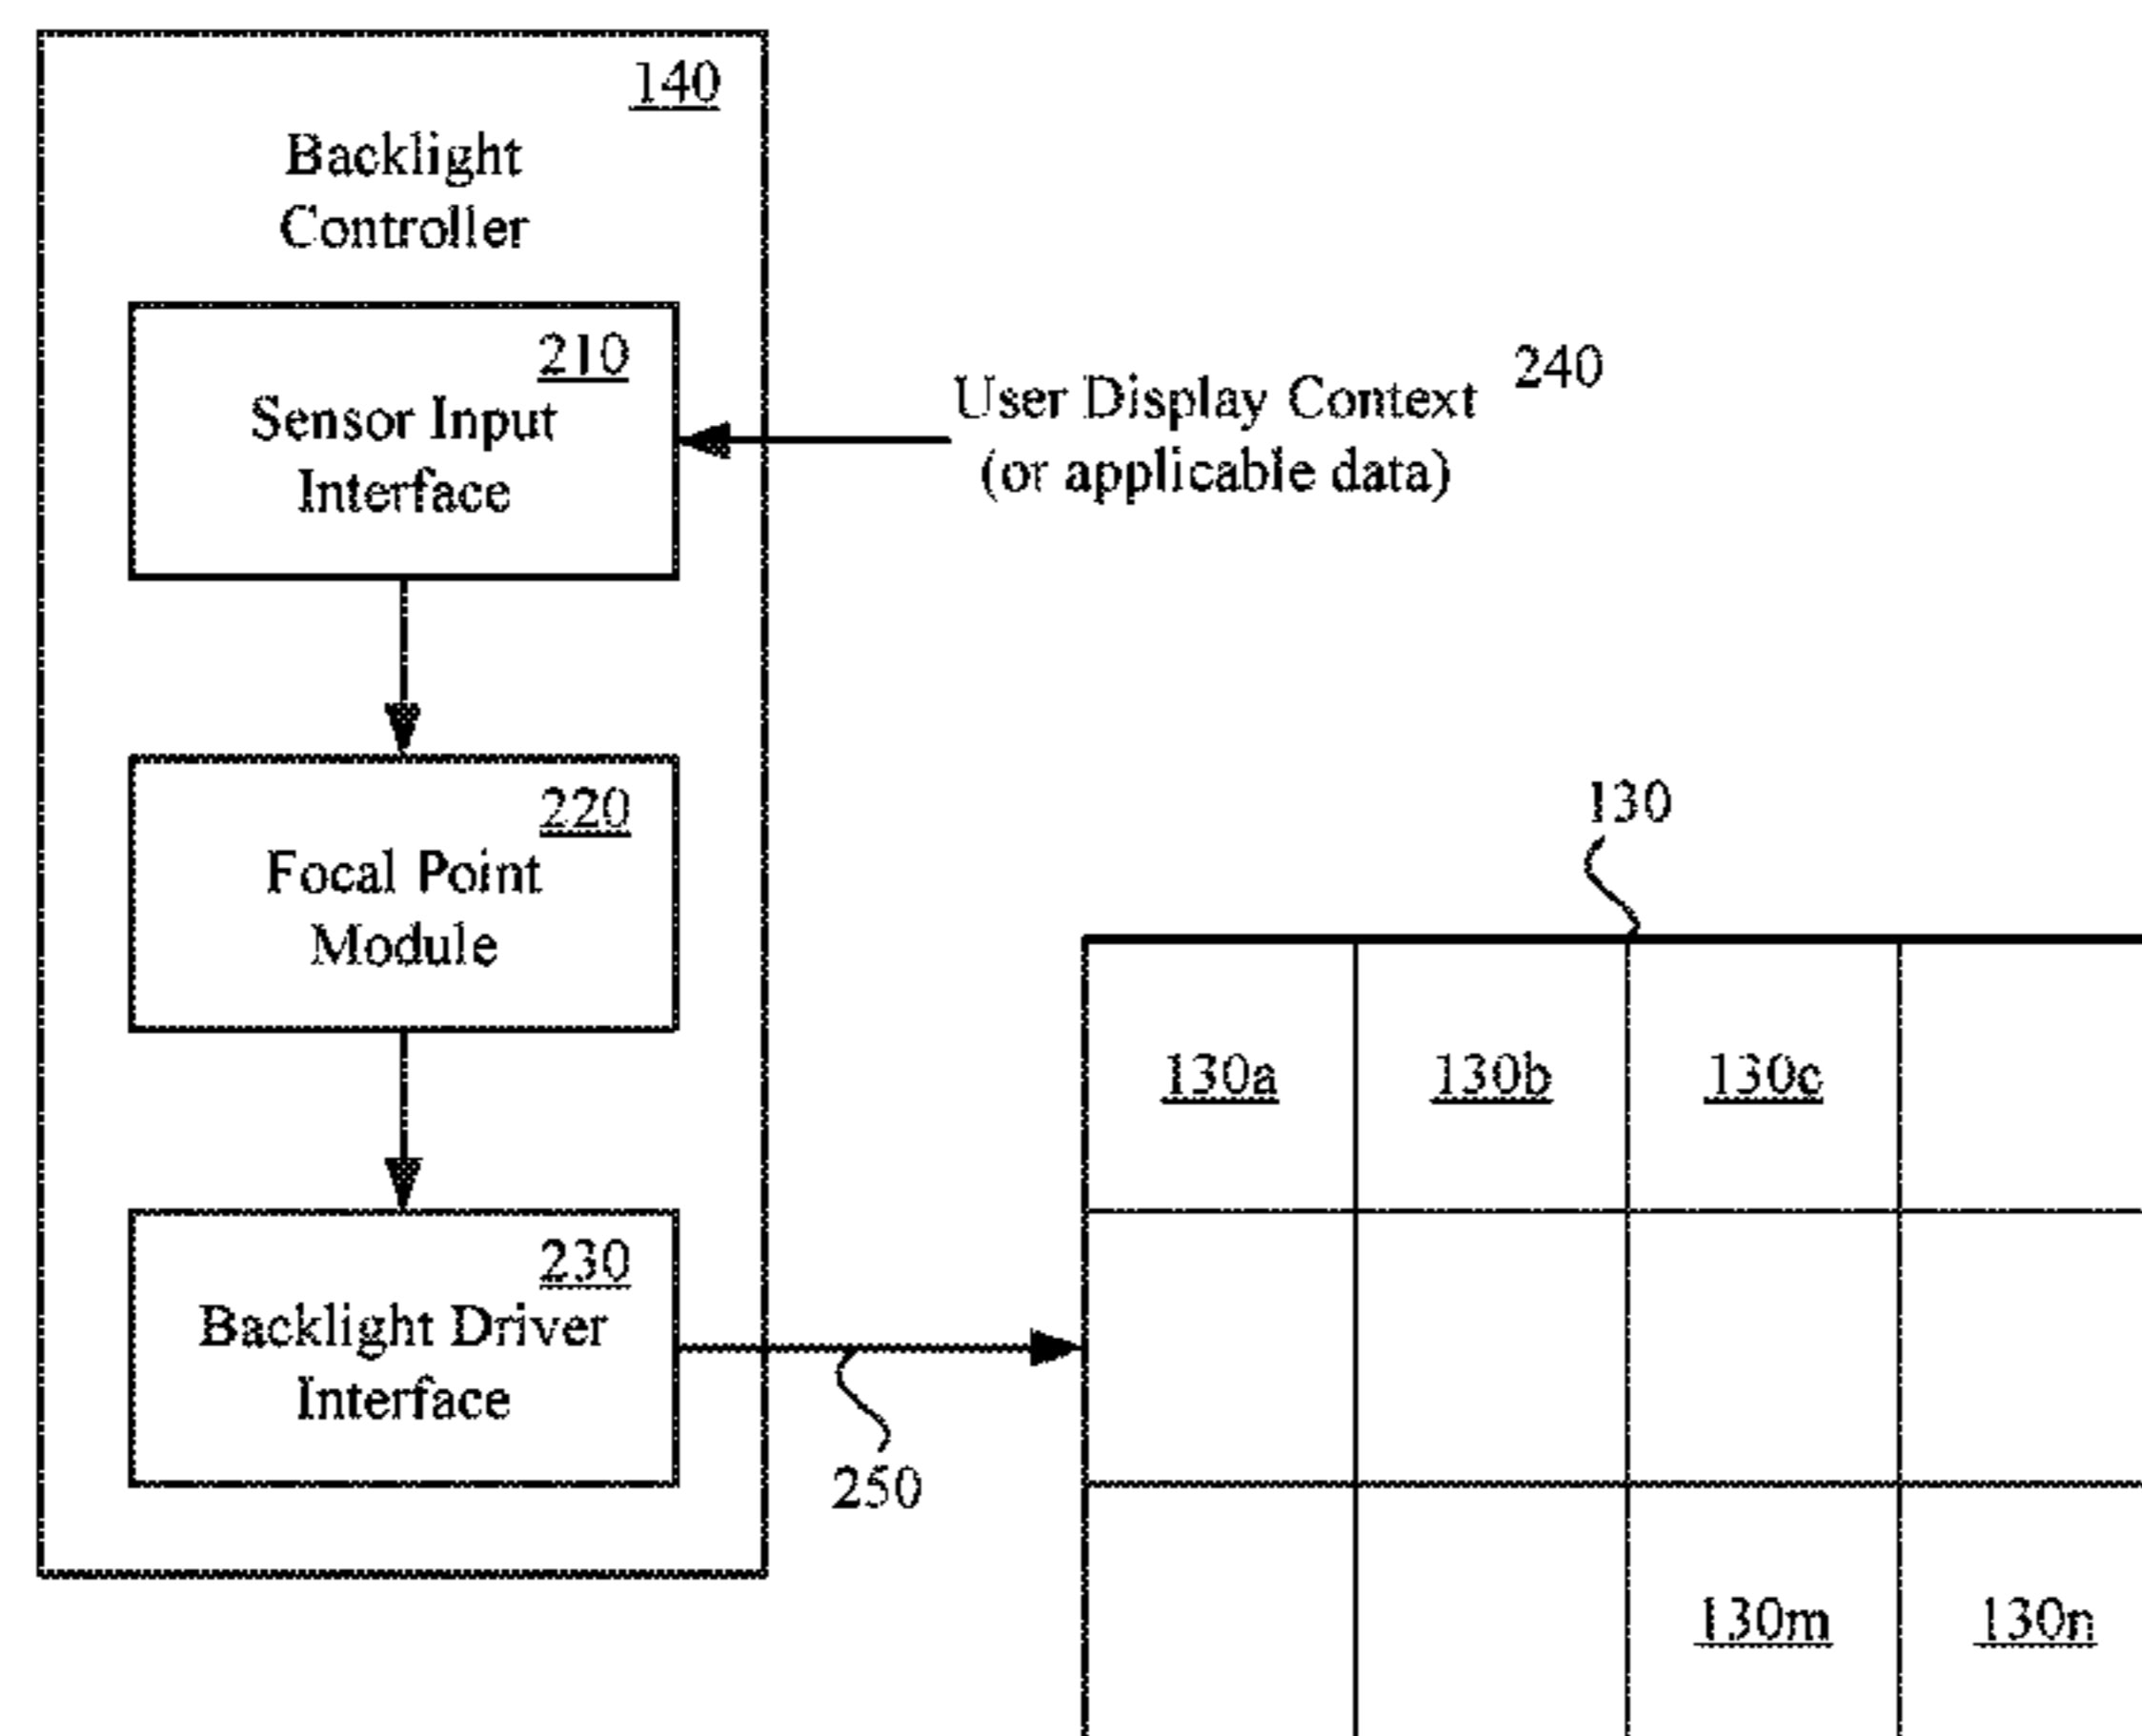 140
Backlight
Controller
210
Sensor Input
Interface
User Display Context 240
(or applicable data)
220
Focal Point
Module
130
130a 130b 130c
230
Backlight Driver
Interface
250
130m 130n